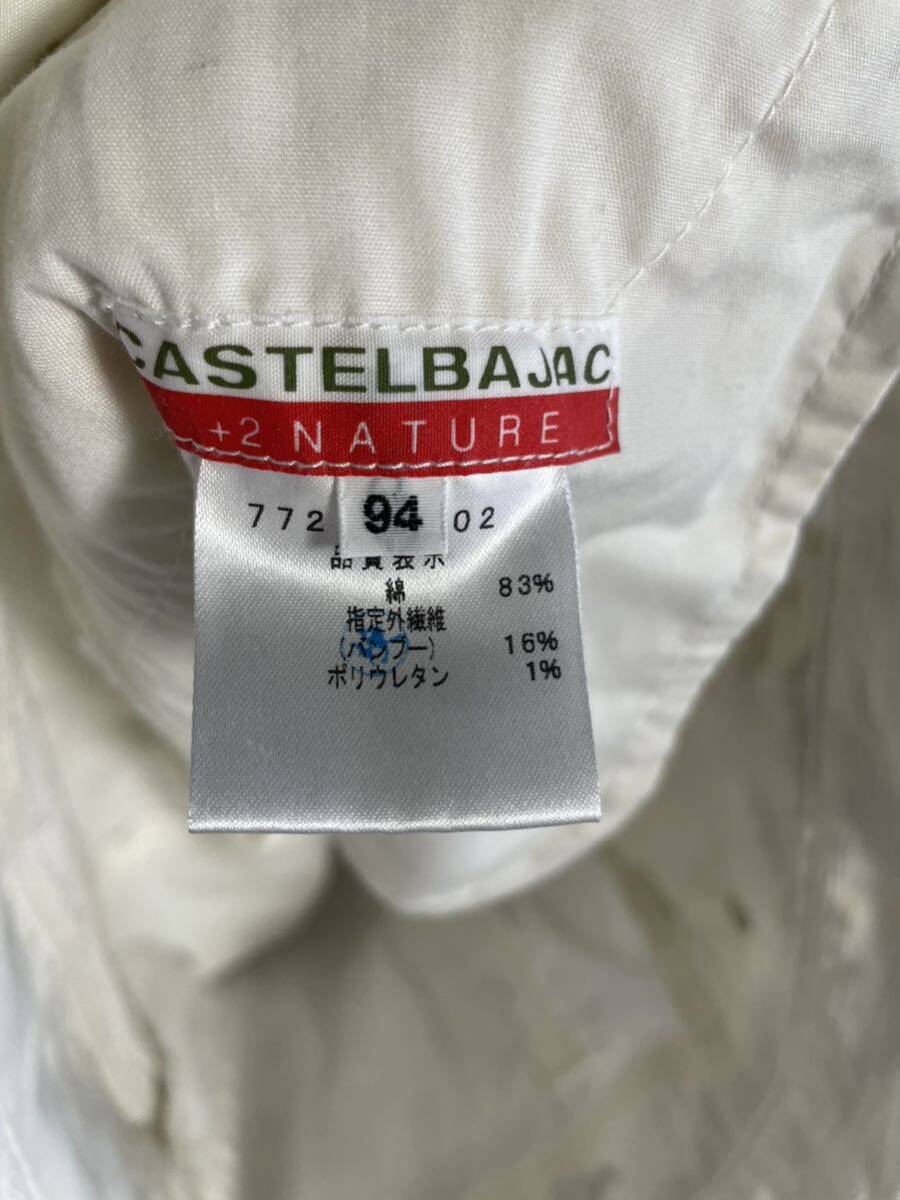 CASTELBAJAC
+2 NATURE
772 94 02
品質表示
綿 83%
指定外繊維
(バンブー) 16%
ポリウレタン 1%